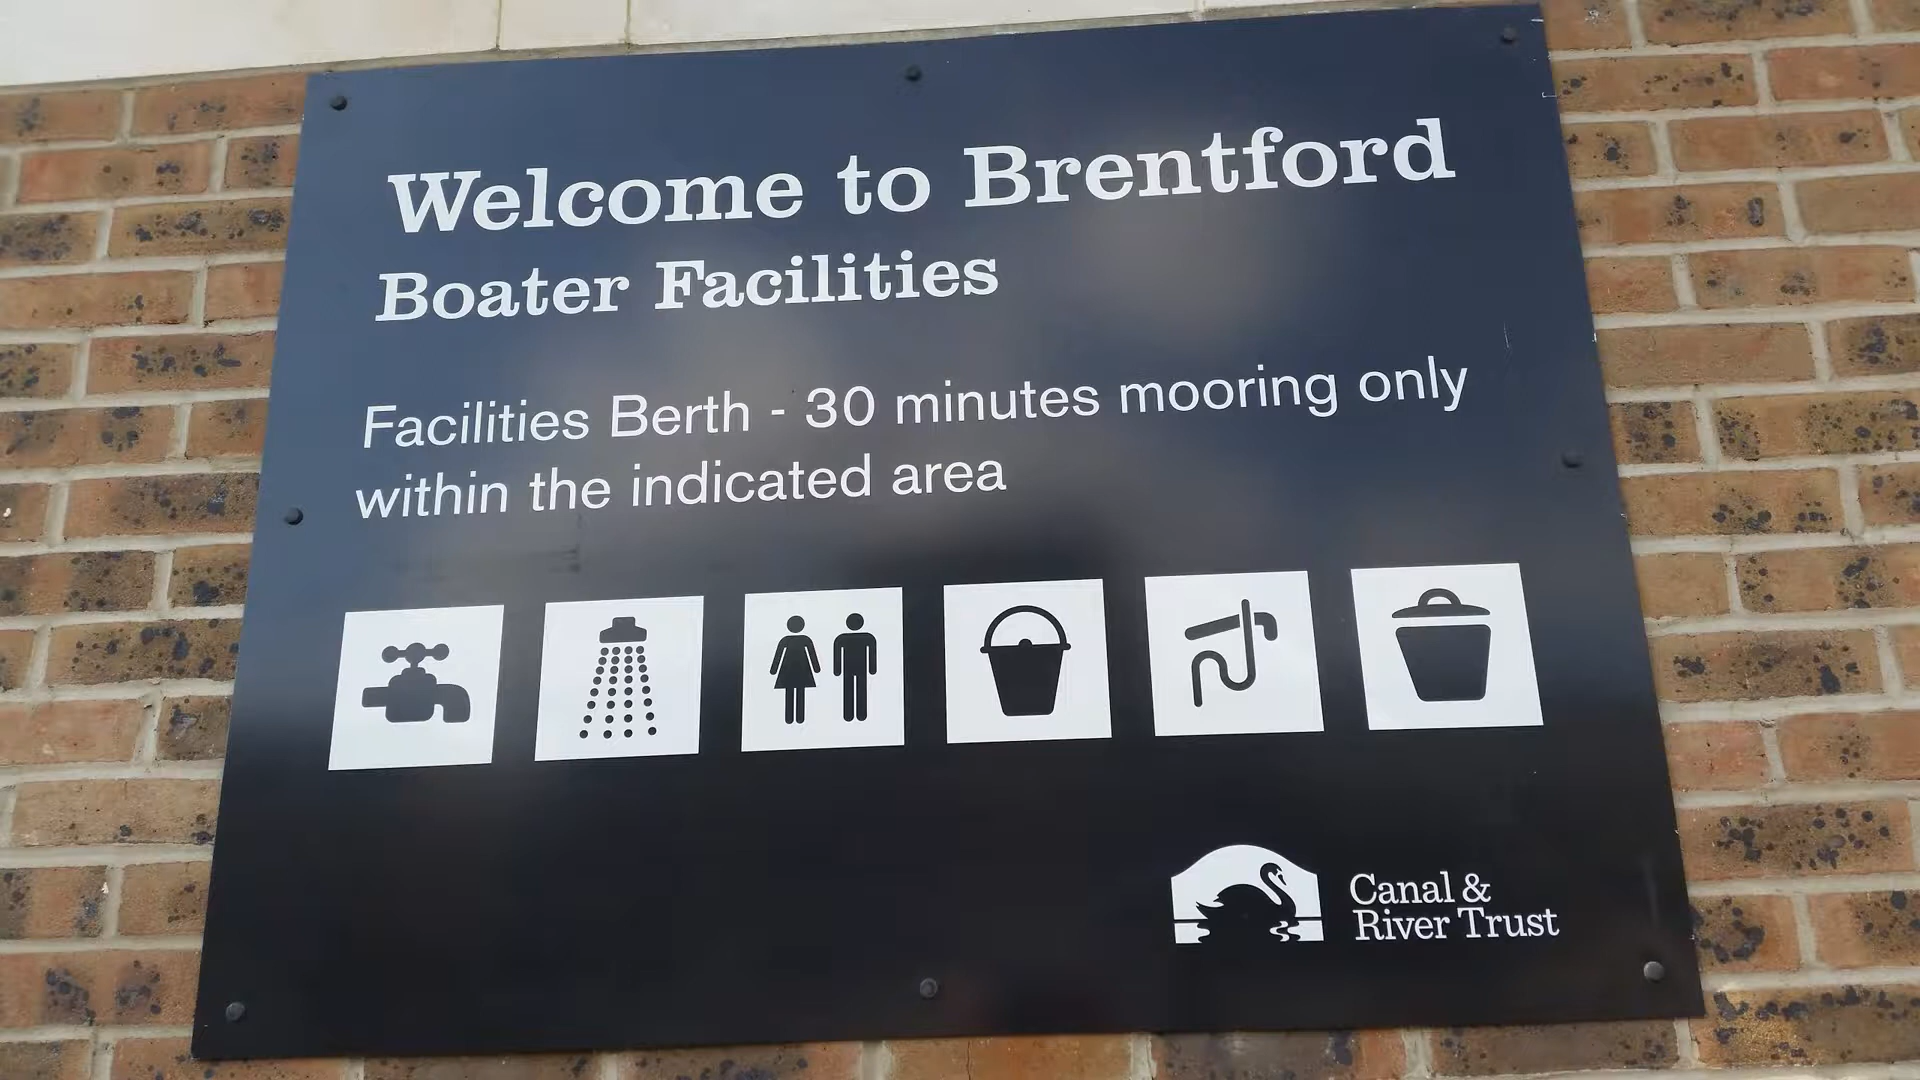 Welcome to Brentford
Boater Facilities
Facilities Berth - 30 minutes mooring only
within the indicated area
Canal &
River Trust